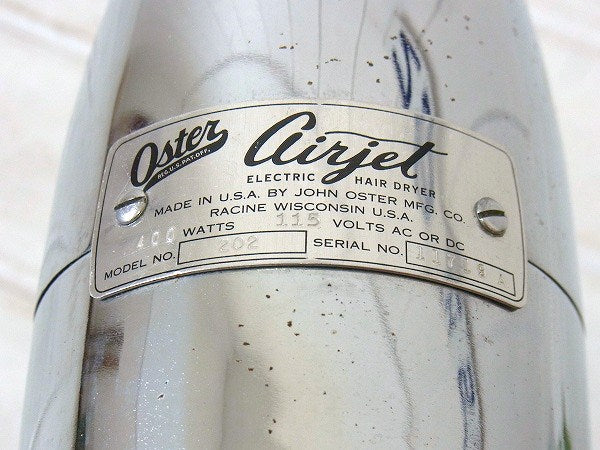 Oster Airjet
REG. U.S. PAT. OFF.
ELECTRIC HAIR DRYER
MADE IN U.S.A. BY JOHN OSTER MFG. CO.
RACINE WISCONSIN U.S.A.
400 WATTS 115 VOLTS AC OR DC
MODEL NO. 202 SERIAL NO.